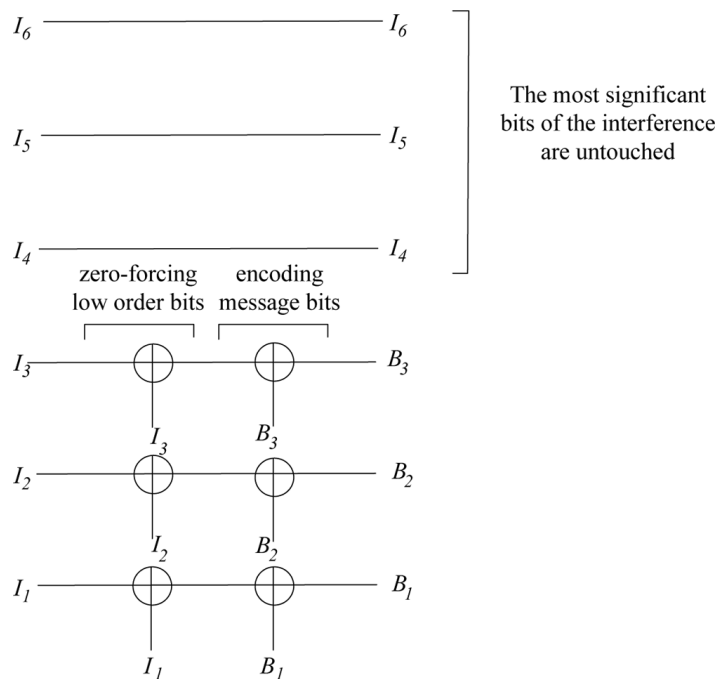 I6 I6
The most significant
bits of the interference
are untouched
I5 I5
I4 I4
zero-forcing
low order bits
encoding
message bits
I3 B3
I3 B3
I2 B2
I2 B2
I1 B1
I1 B1